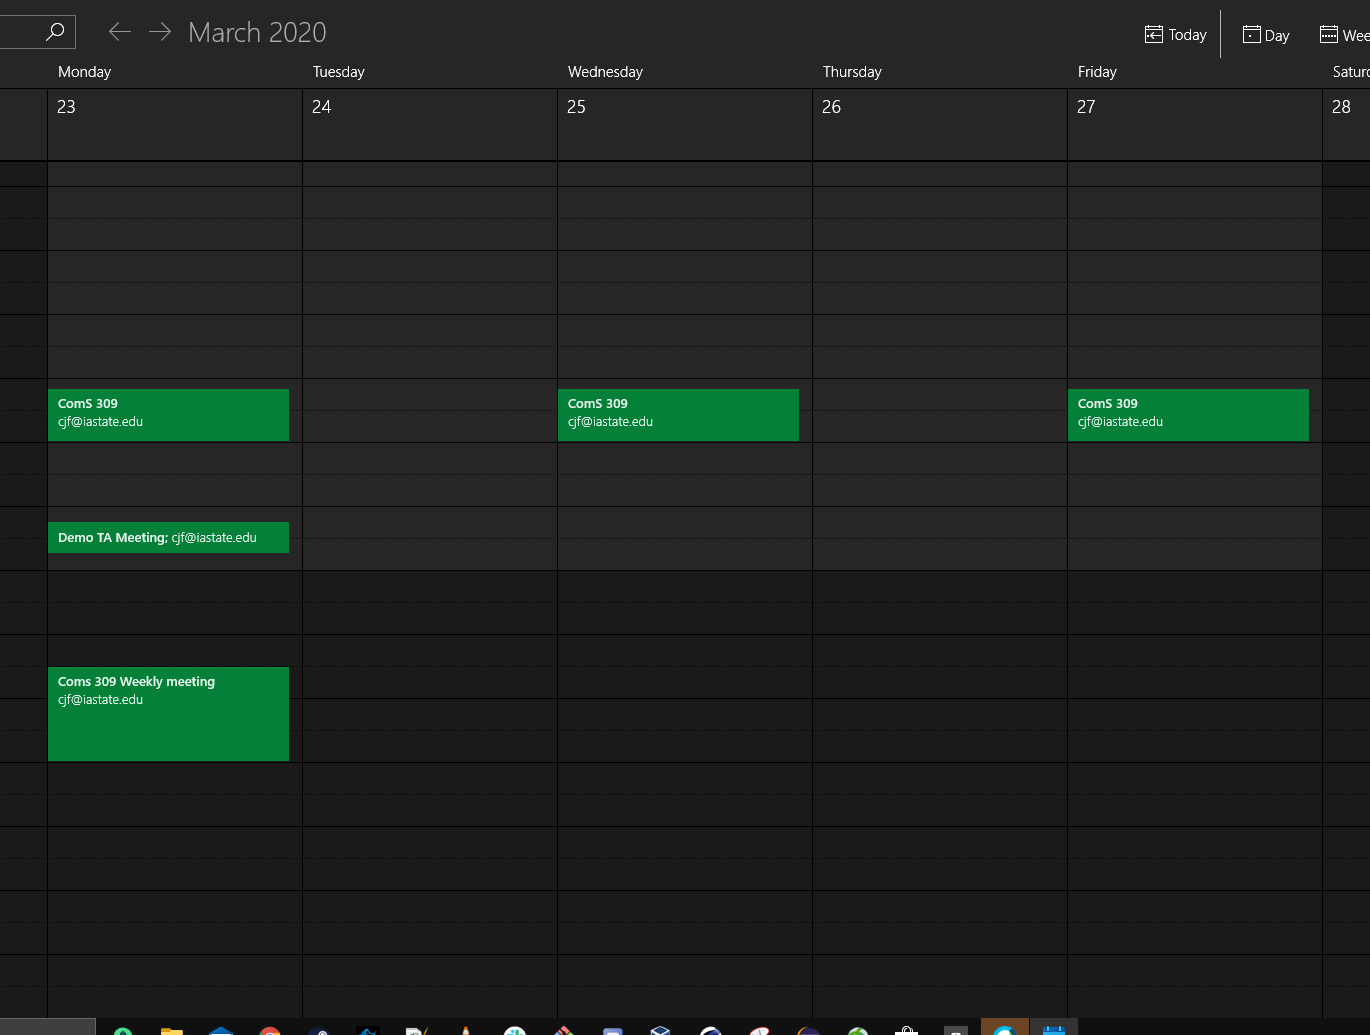 March 2020
Today
Day
Monday
Tuesday
Wednesday
Thursday
Friday
23
24
25
26
27
28
ComS 309
cjf@iastate.edu
ComS 309
cjf@iastate.edu
ComS 309
cjf@iastate.edu
Demo TA Meeting; cjf@iastate.edu
Coms 309 Weekly meeting
cjf@iastate.edu